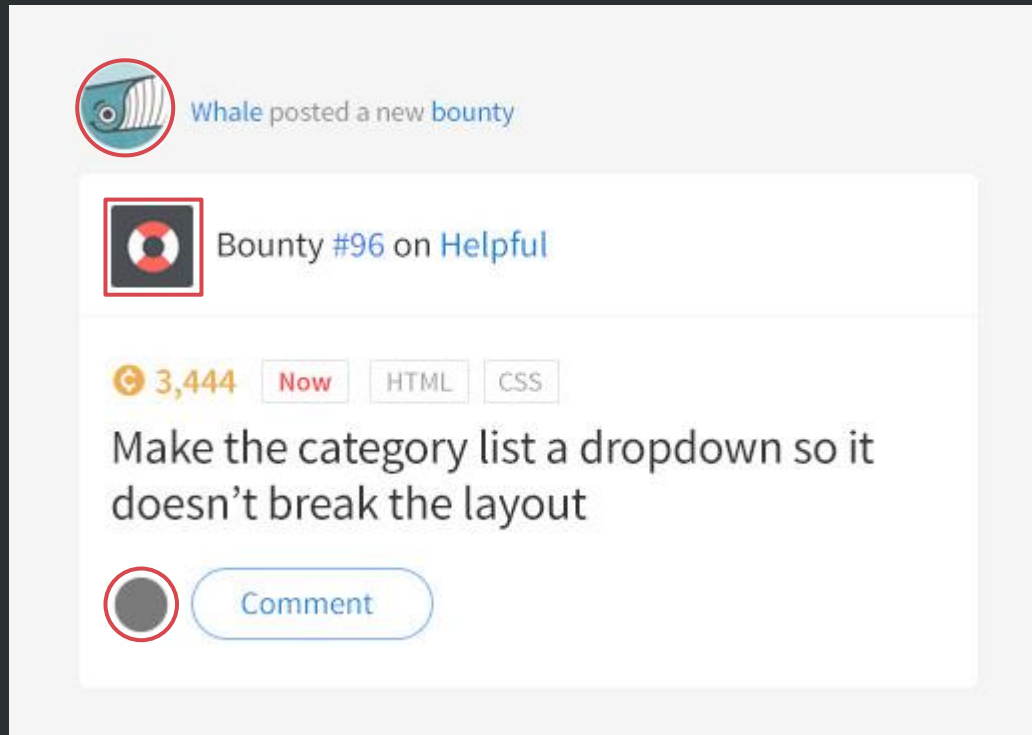 Whale posted a new bounty
Bounty #96 on Helpful
3,444 Now HTML CSS
Make the category list a dropdown so it
doesn’t break the layout
Comment